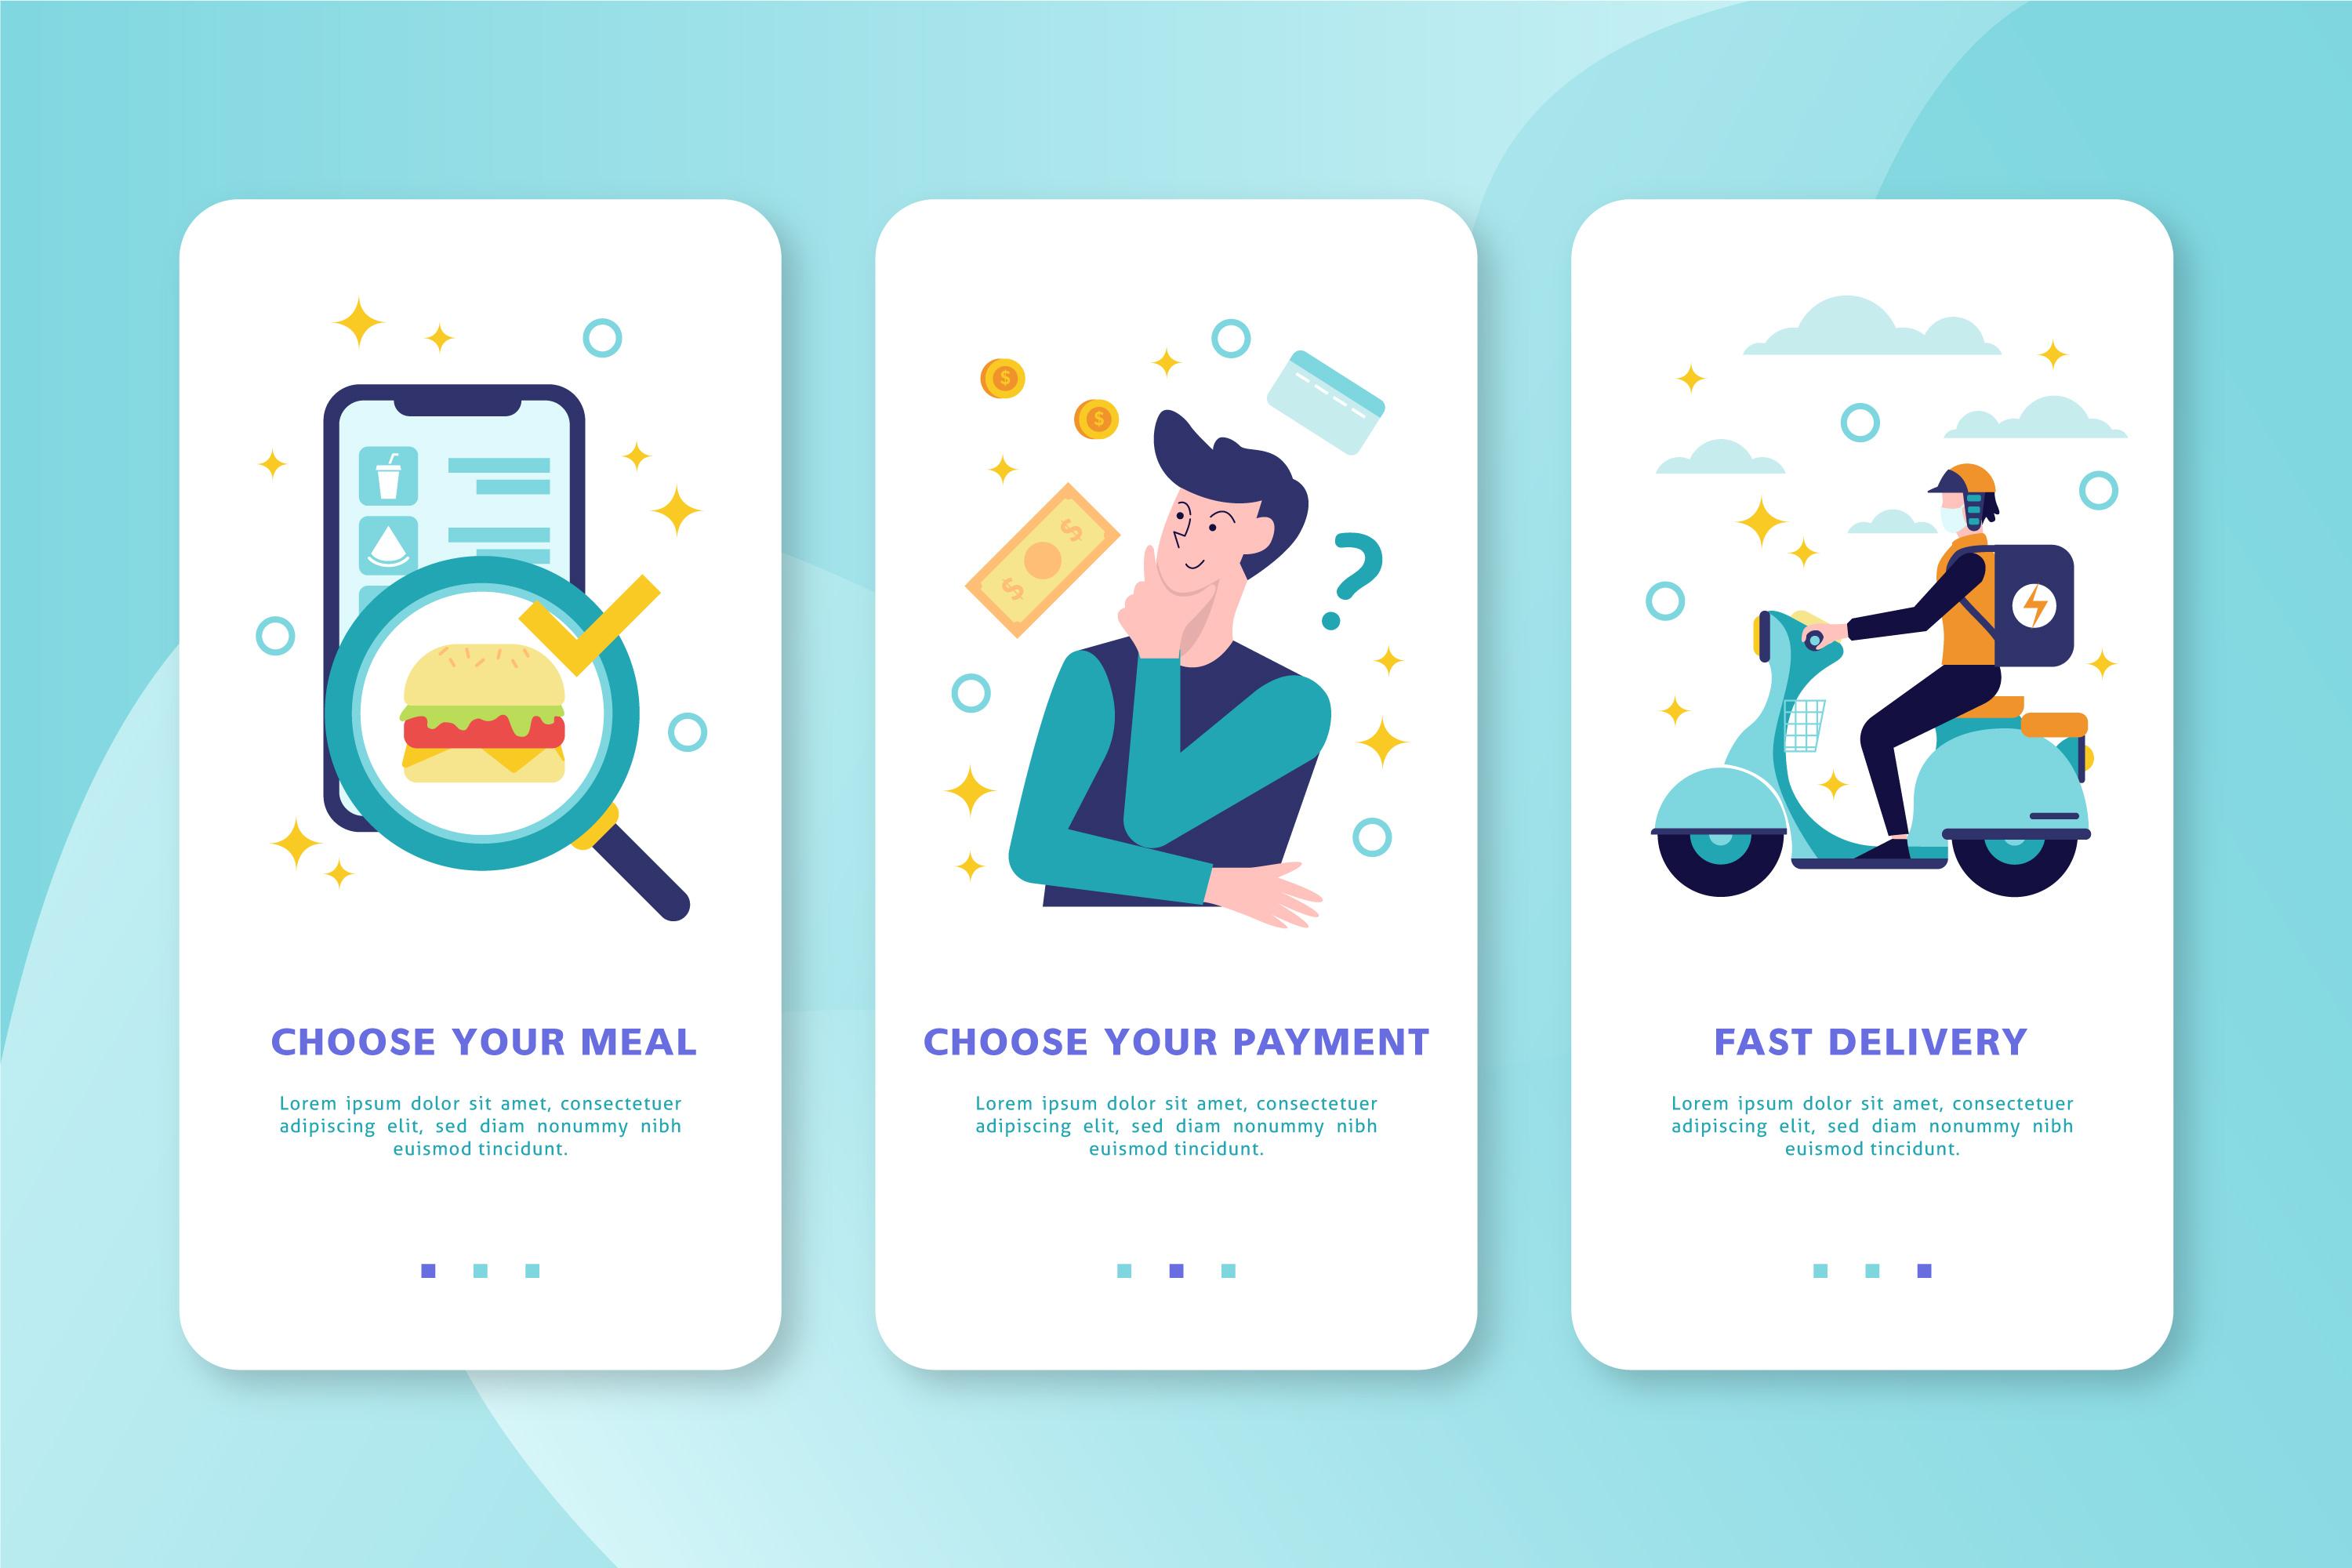 $
$
$
$
?
CHOOSE YOUR MEAL
Lorem ipsum dolor sit amet, consectetuer
adipiscing elit, sed diam nonummy nibh
euismod tincidunt.
CHOOSE YOUR PAYMENT
Lorem ipsum dolor sit amet, consectetuer
adipiscing elit, sed diam nonummy nibh
euismod tincidunt.
FAST DELIVERY
Lorem ipsum dolor sit amet, consectetuer
adipiscing elit, sed diam nonummy nibh
euismod tincidunt.